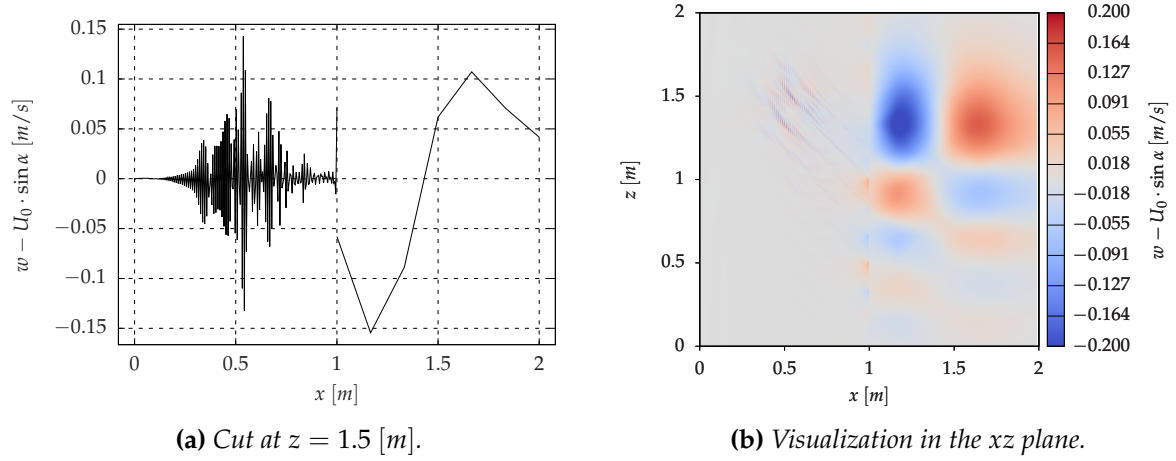 0.15
0.1
0.05
0
−0.05
−0.1
−0.15
w − U₀ · sin α [m/s]
0 0.5 1 1.5 2
x [m]
(a) Cut at z = 1.5 [m].
2
1.5
1
0.5
0
z [m]
0 0.5 1 1.5 2
x [m]
0.200
0.164
0.127
0.091
0.055
0.018
−0.018
−0.055
−0.091
−0.127
−0.164
−0.200
w − U₀ · sin α [m/s]
(b) Visualization in the xz plane.